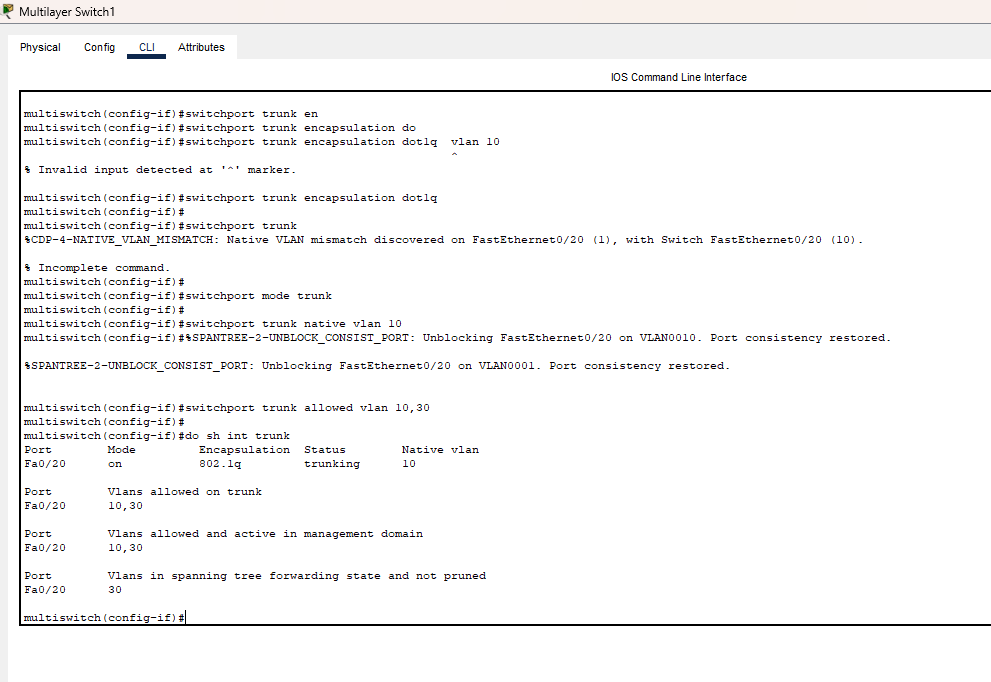 Multilayer Switch1
Physical Config CLI Attributes
IOS Command Line Interface
multiswitch(config-if)#switchport trunk en
multiswitch(config-if)#switchport trunk encapsulation do
multiswitch(config-if)#switchport trunk encapsulation dot1q  vlan 10
^
% Invalid input detected at '^' marker.
multiswitch(config-if)#switchport trunk encapsulation dot1q
multiswitch(config-if)#
multiswitch(config-if)#switchport trunk
%CDP-4-NATIVE_VLAN_MISMATCH: Native VLAN mismatch discovered on FastEthernet0/20 (1), with Switch FastEthernet0/20 (10).
% Incomplete command.
multiswitch(config-if)#
multiswitch(config-if)#switchport mode trunk
multiswitch(config-if)#
multiswitch(config-if)#switchport trunk native vlan 10
multiswitch(config-if)#%SPANTREE-2-UNBLOCK_CONSIST_PORT: Unblocking FastEthernet0/20 on VLAN0010. Port consistency restored.
%SPANTREE-2-UNBLOCK_CONSIST_PORT: Unblocking FastEthernet0/20 on VLAN0001. Port consistency restored.
multiswitch(config-if)#switchport trunk allowed vlan 10,30
multiswitch(config-if)#
multiswitch(config-if)#do sh int trunk
Port        Mode         Encapsulation  Status        Native vlan
Fa0/20      on           802.1q         trunking      10
Port        Vlans allowed on trunk
Fa0/20      10,30
Port        Vlans allowed and active in management domain
Fa0/20      10,30
Port        Vlans in spanning tree forwarding state and not pruned
Fa0/20      30
multiswitch(config-if)#